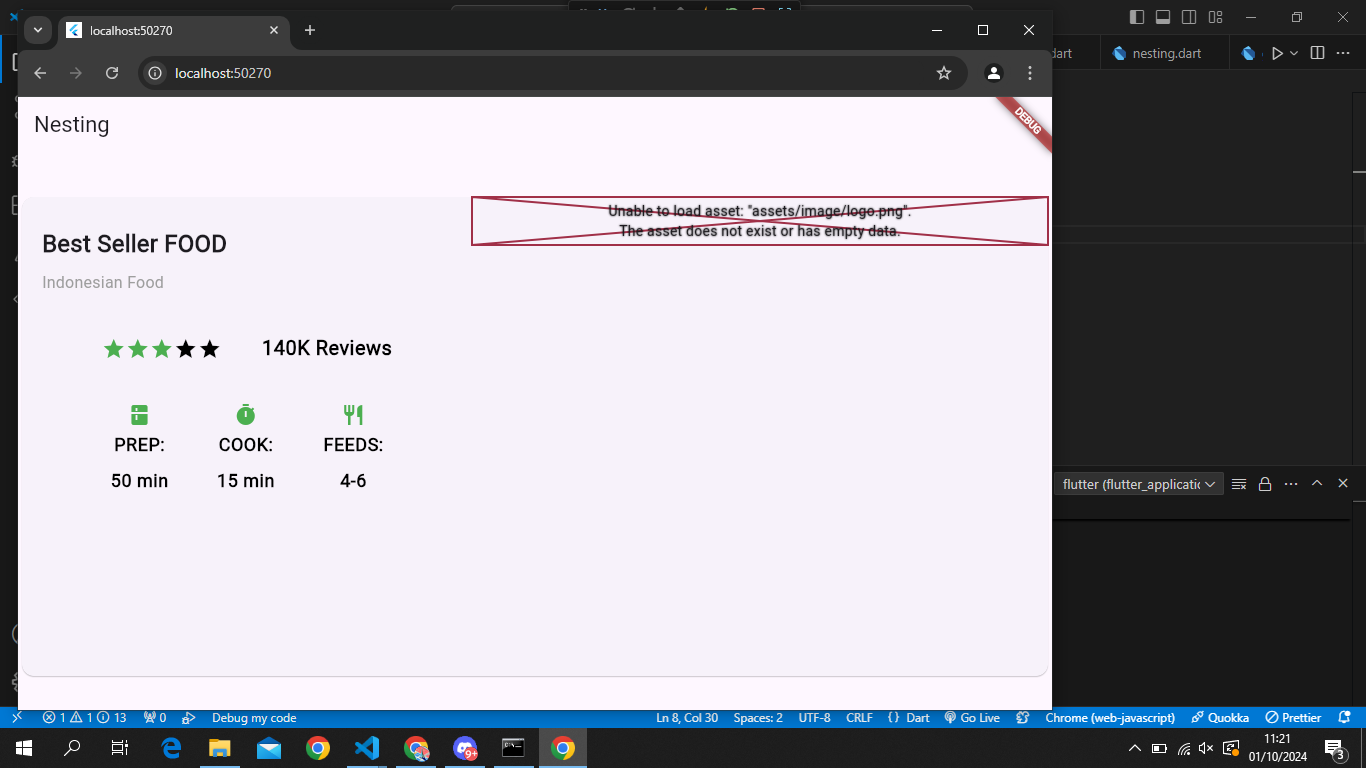 localhost:50270
localhost:50270
dart
nesting.dart
Nesting
DEBUG
Unable to load asset: "assets/image/logo.png".
The asset does not exist or has empty data.
Best Seller FOOD
Indonesian Food
140K Reviews
PREP: COOK: FEEDS:
50 min 15 min 4-6
flutter (flutter_applicatic
1 1 13 0 Debug my code Ln 8, Col 30 Spaces: 2 UTF-8 CRLF {} Dart Go Live Chrome (web-javascript) Quokka Prettier
9+
11:21
01/10/2024
3